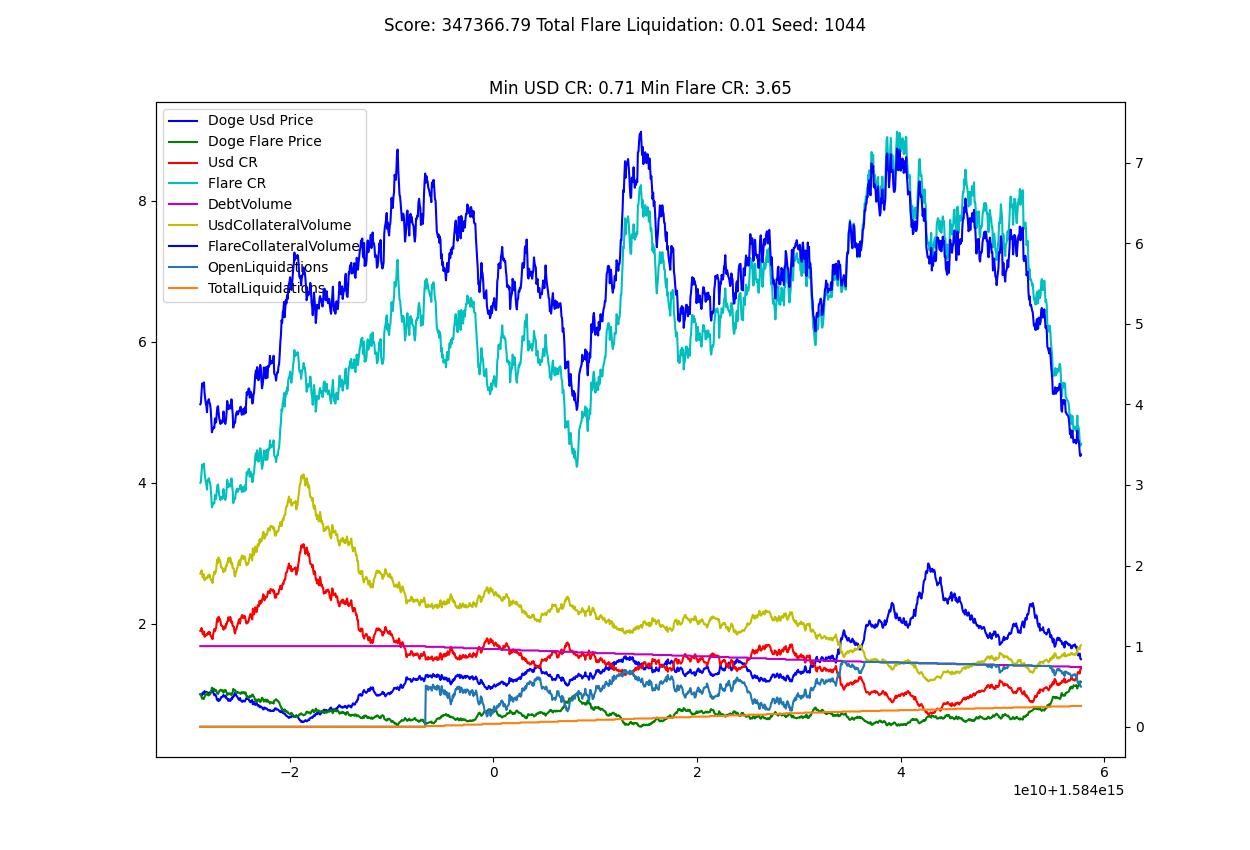 Score: 347366.79 Total Flare Liquidation: 0.01 Seed: 1044
Min USD CR: 0.71 Min Flare CR: 3.65
Doge Usd Price
Doge Flare Price
Usd CR
Flare CR
DebtVolume
UsdCollateralVolume
FlareCollateralVolume
OpenLiquidations
TotalLiquidations
8
6
4
2
7
6
5
4
3
2
1
0
−2
0
2
4
6
1e10+1.584e15